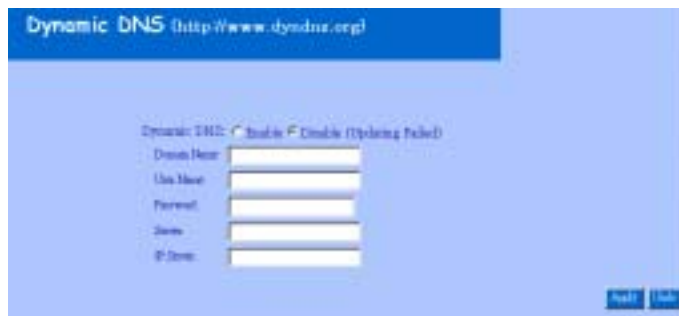 Dynamic DNS (http://www.dyndns.org)
Dynamic DNS: Enable Disable (Updating Failed)
Domain Name
User Name
Password
Server
IP Server
Apply Undo